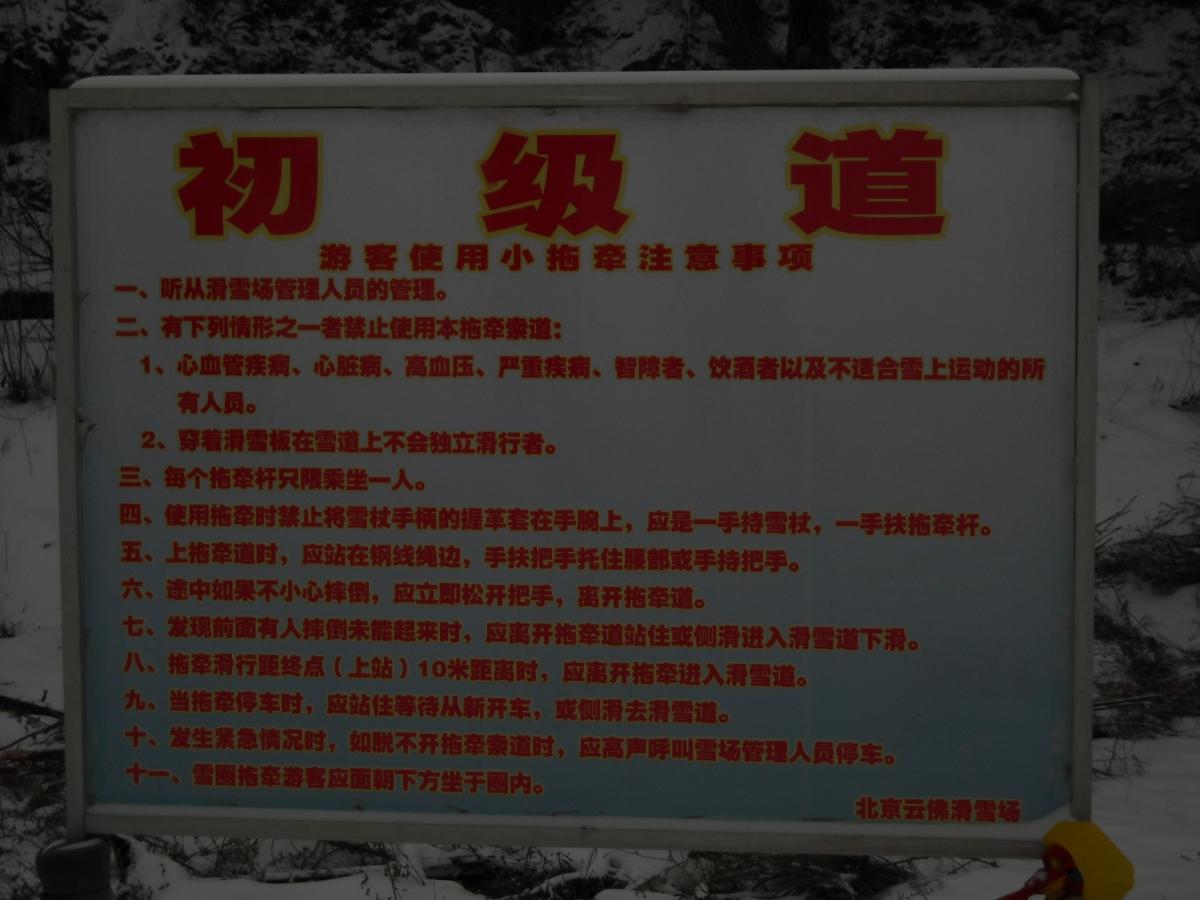 初级道
游客使用小拖牵注意事项
一、听从滑雪场管理人员的管理。
二、有下列情形之一者禁止使用本拖牵索道：
1、心血管疾病、心脏病、高血压、严重疾病、智障者、饮酒者以及不适合雪上运动的所
有人员。
2、穿着滑雪板在雪道上不会独立滑行者。
三、每个拖牵杆只限乘坐一人。
四、使用拖牵时禁止将雪杖手柄的握革套在手腕上，应是一手持雪杖，一手扶拖牵杆。
五、上拖牵道时，应站在钢线绳边，手扶把手托住腰部或手持把手。
六、途中如果不小心摔倒，应立即松开把手，离开拖牵道。
七、发现前面有人摔倒未能起来时，应离开拖牵道站住或侧滑进入滑雪道下滑。
八、拖牵滑行距终点（上站）10米距离时，应离开拖牵进入滑雪道。
九、当拖牵停车时，应站住等待从新开车，或侧滑去滑雪道。
十、发生紧急情况时，如脱不开拖牵索道时，应高声呼叫雪场管理人员停车。
十一、雪圈拖牵游客应面朝下方坐于圈内。
北京云佛滑雪场